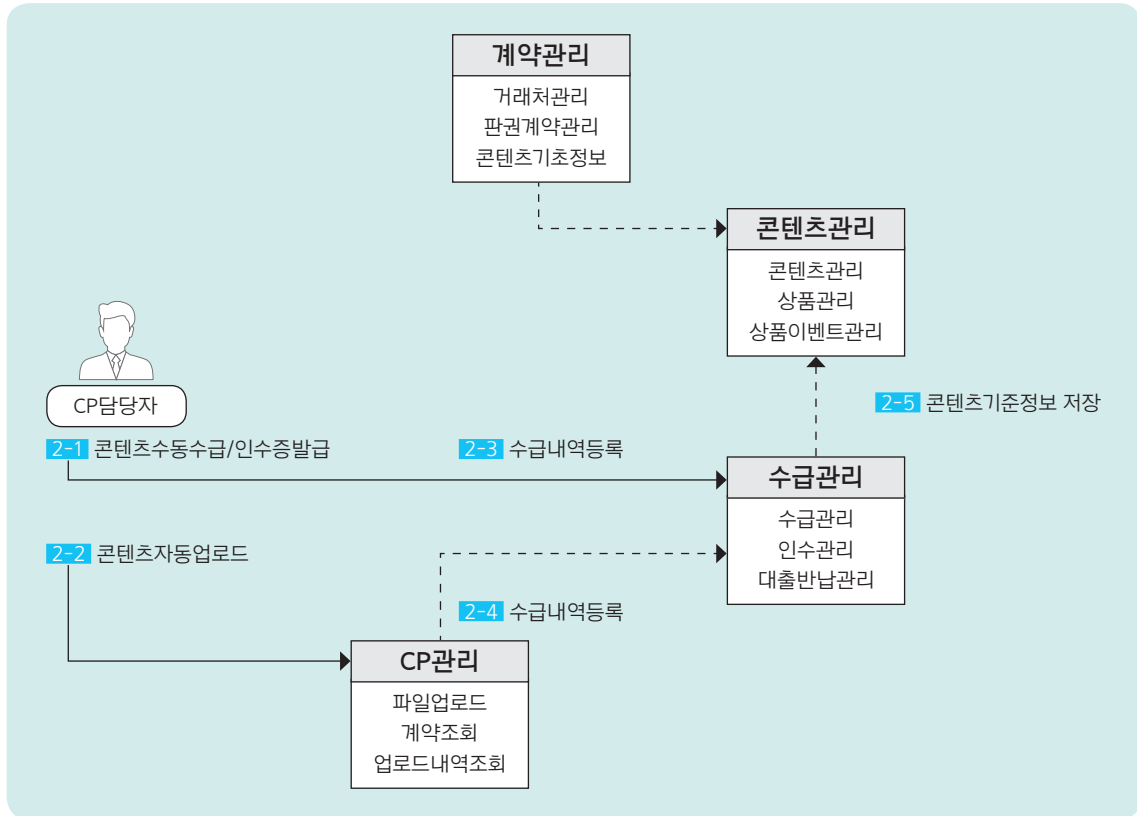 계약관리
거래처관리
판권계약관리
콘텐츠기초정보
콘텐츠관리
콘텐츠관리
상품관리
상품이벤트관리
CP담당자
2-5 콘텐츠기준정보 저장
2-1 콘텐츠수동수급/인수증발급
2-3 수급내역등록
수급관리
수급관리
인수관리
대출반납관리
2-2 콘텐츠자동업로드
2-4 수급내역등록
CP관리
파일업로드
계약조회
업로드내역조회